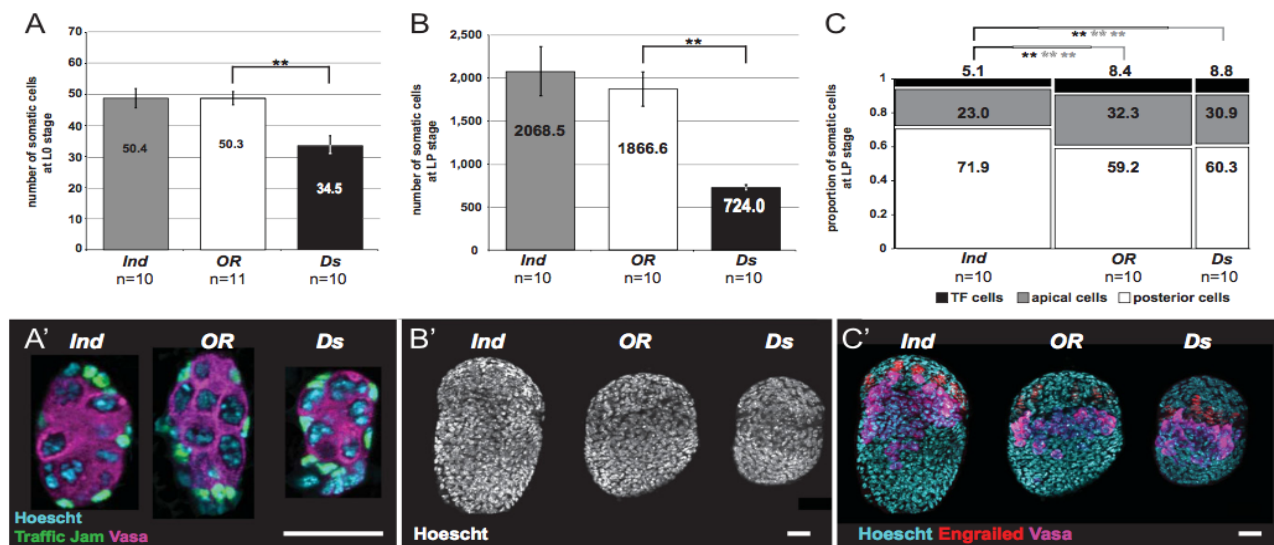 A
number of somatic cells
at L0 stage
70
60
50
40
30
20
10
0
50.4
50.3
34.5
**
Ind OR Ds
n=10 n=11 n=10
B
number of somatic cells
at LP stage
2,500
2,000
1,500
1,000
500
0
2068.5
1866.6
724.0
**
Ind OR Ds
n=10 n=10 n=10
C
proportion of somatic cells
at LP stage
1
0.8
0.6
0.4
0.2
0
** ** **
** ** **
5.1 8.4 8.8
23.0 32.3 30.9
71.9 59.2 60.3
Ind OR Ds
n=10 n=10 n=10
TF cells apical cells posterior cells
A'
Ind OR Ds
Hoescht
Traffic Jam Vasa
B'
Ind OR Ds
Hoescht
C'
Ind OR Ds
Hoescht Engrailed Vasa